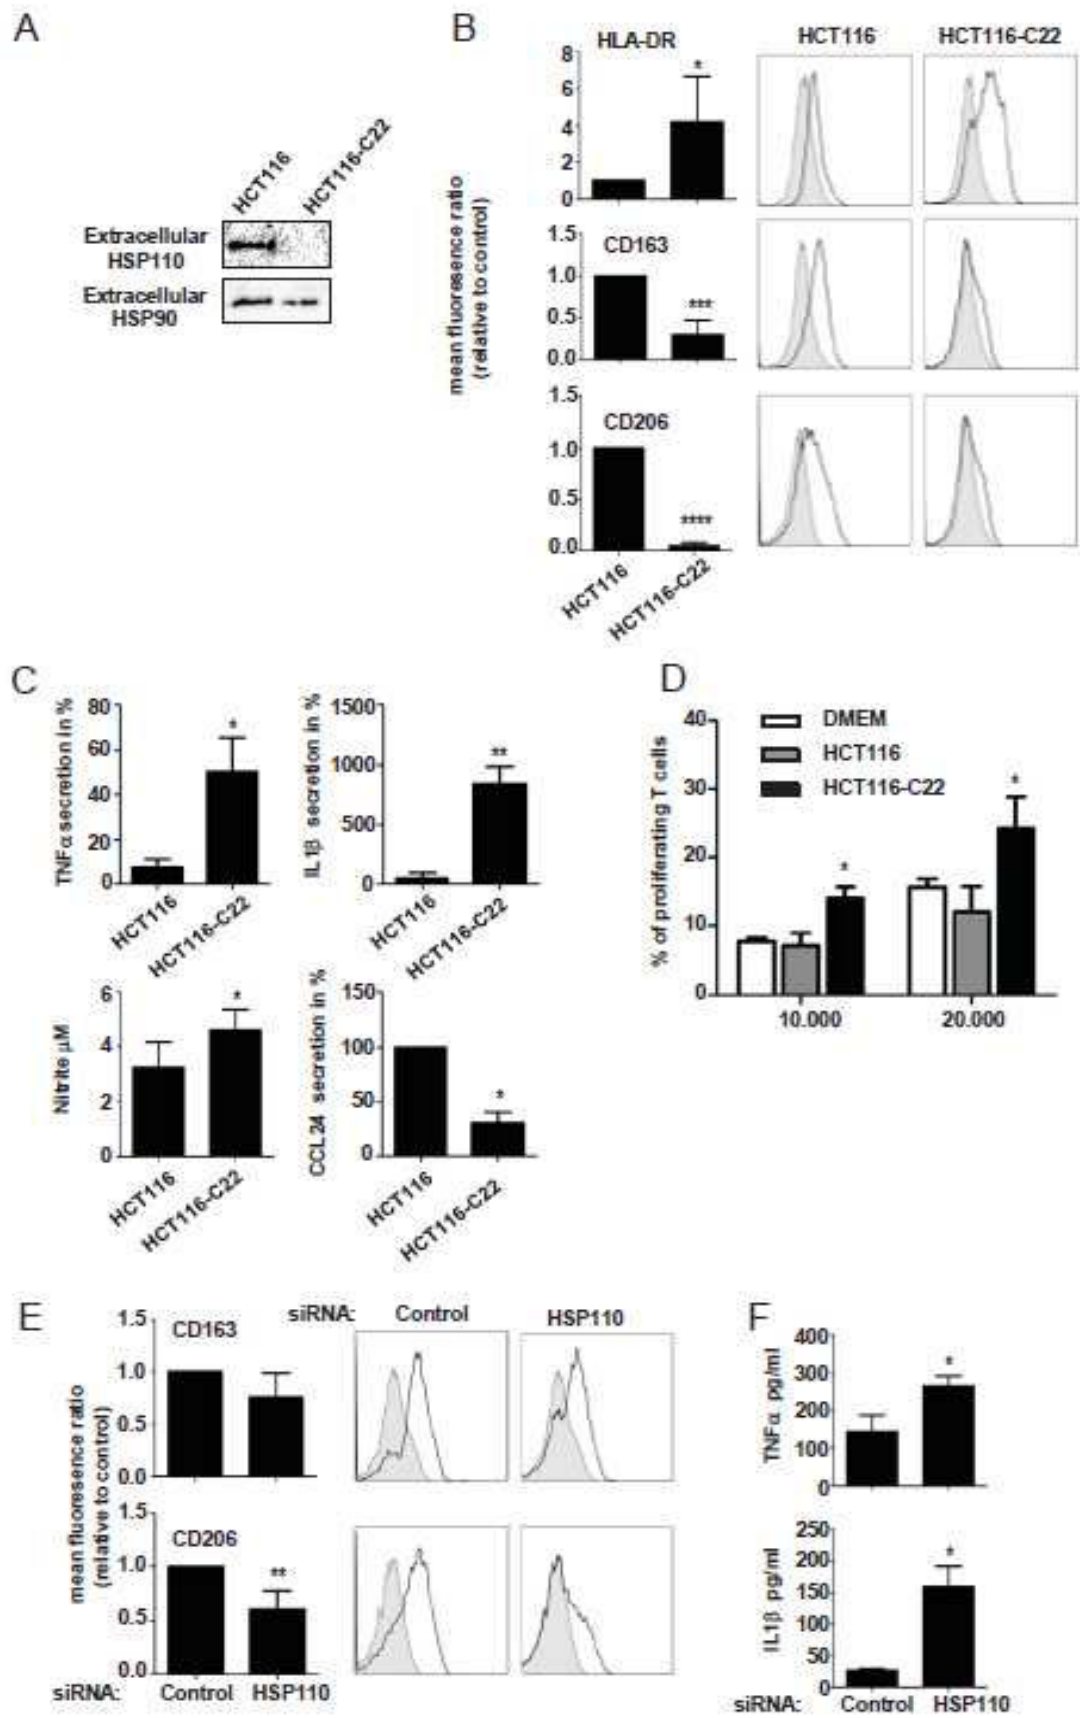 A
HCT116
HCT116-C22
Extracellular
HSP110
Extracellular
HSP90
B
mean fluoresence ratio
(relative to control)
HLA-DR
8
6
4
2
0
*
CD163
1.5
1.0
0.5
0.0
***
CD206
1.5
1.0
0.5
0.0
****
HCT116
HCT116-C22
HCT116
HCT116-C22
C
TNFα secretion in %
80
60
40
20
0
*
HCT116
HCT116-C22
IL1β secretion in %
1500
1000
500
0
**
HCT116
HCT116-C22
Nitrite µM
6
4
2
0
*
HCT116
HCT116-C22
CCL24 secretion in %
150
100
50
0
*
HCT116
HCT116-C22
D
% of proliferating T cells
40
30
20
10
0
DMEM
HCT116
HCT116-C22
*
*
10.000
20.000
E
mean fluoresence ratio
(relative to control)
1.5
1.0
0.5
0.0
CD163
1.5
1.0
0.5
0.0
CD206
**
siRNA:
Control
HSP110
siRNA:
Control
HSP110
F
TNFα pg/ml
400
300
200
100
0
*
IL1β pg/ml
250
200
150
100
50
0
*
siRNA:
Control
HSP110